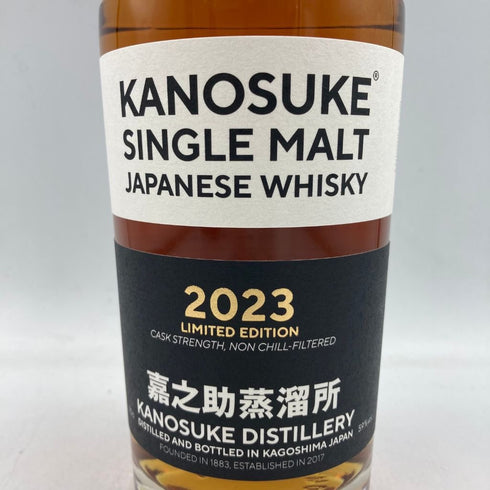 KANOSUKE®
SINGLE MALT
JAPANESE WHISKY
2023
LIMITED EDITION
CASK STRENGTH, NON CHILL-FILTERED
嘉之助蒸溜所
KANOSUKE DISTILLERY
DISTILLED AND BOTTLED IN KAGOSHIMA JAPAN
FOUNDED IN 1883, ESTABLISHED IN 2017